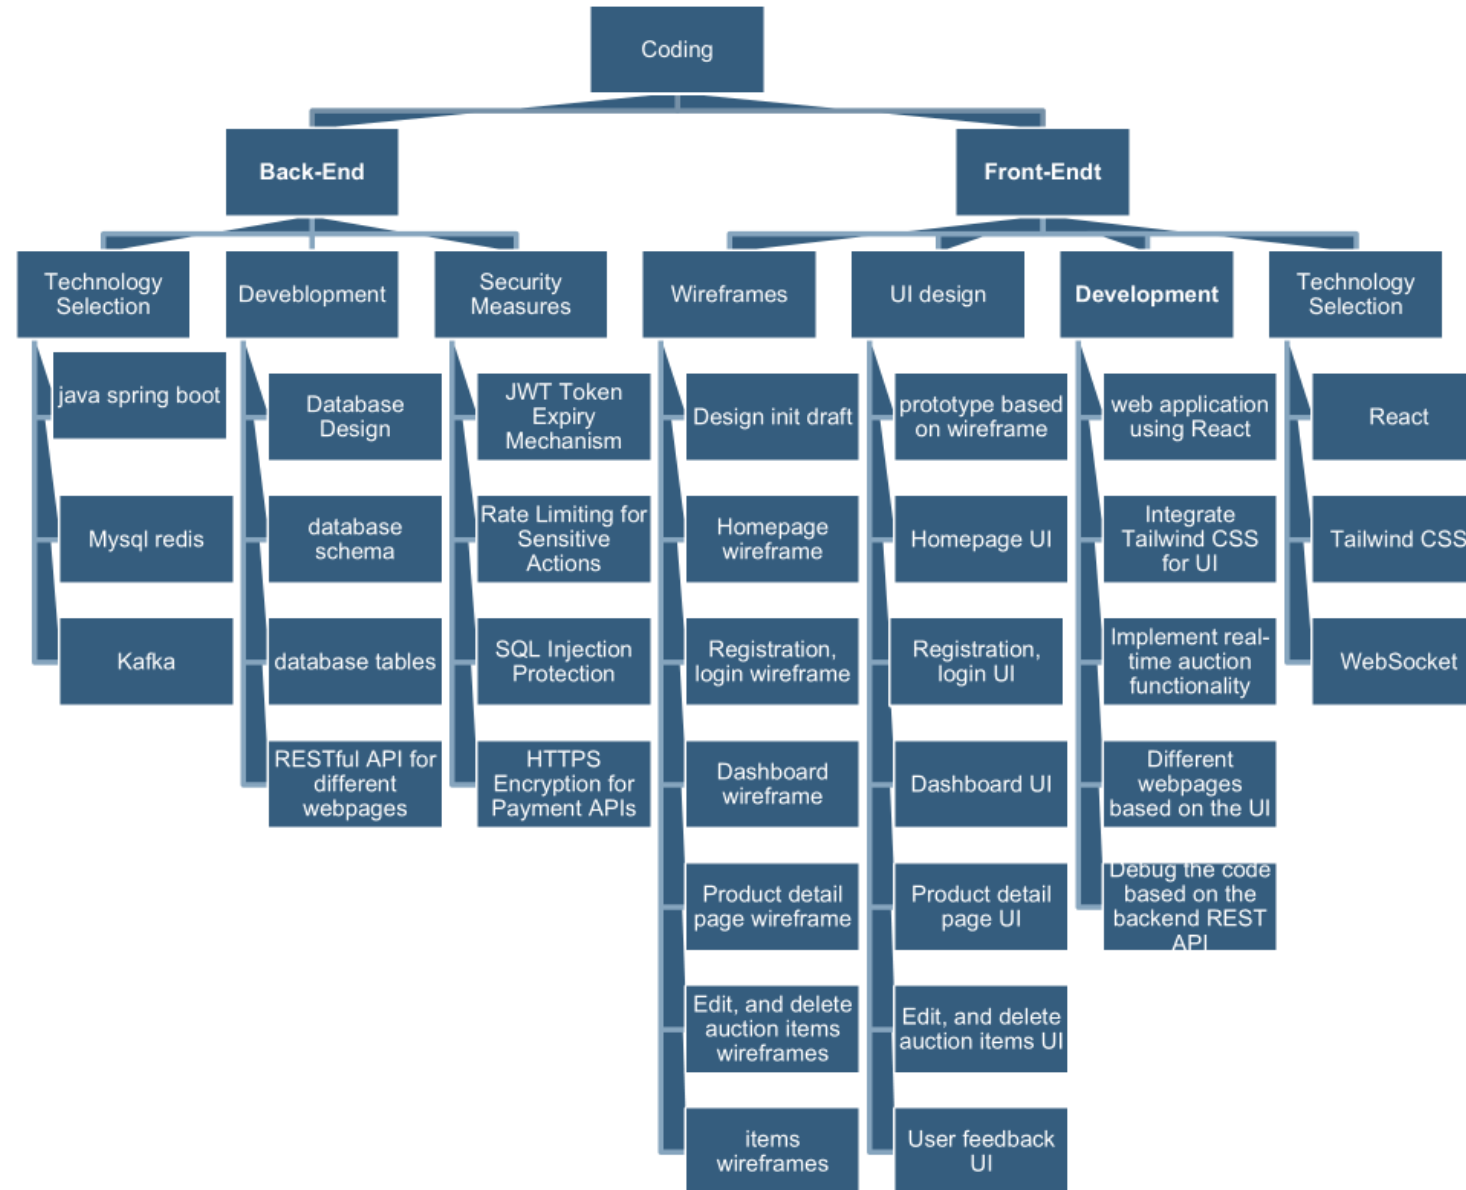 Coding
Back-End
Front-Endt
Technology
Selection
Deveblopment
Security
Measures
Wireframes
UI design
Development
Technology
Selection
java spring boot
Mysql redis
Kafka
Database
Design
database
schema
database tables
RESTful API for
different
webpages
JWT Token
Expiry
Mechanism
Rate Limiting for
Sensitive
Actions
SQL Injection
Protection
HTTPS
Encryption for
Payment APIs
Design init draft
Homepage
wireframe
Registration,
login wireframe
Dashboard
wireframe
Product detail
page wireframe
Edit, and delete
auction items
wireframes
items
wireframes
prototype based
on wireframe
Homepage UI
Registration,
login UI
Dashboard UI
Product detail
page UI
Edit, and delete
auction items UI
User feedback
UI
web application
using React
Integrate
Tailwind CSS
for UI
Implement real-
time auction
functionality
Different
webpages
based on the UI
Debug the code
based on the
backend REST
API
React
Tailwind CSS
WebSocket